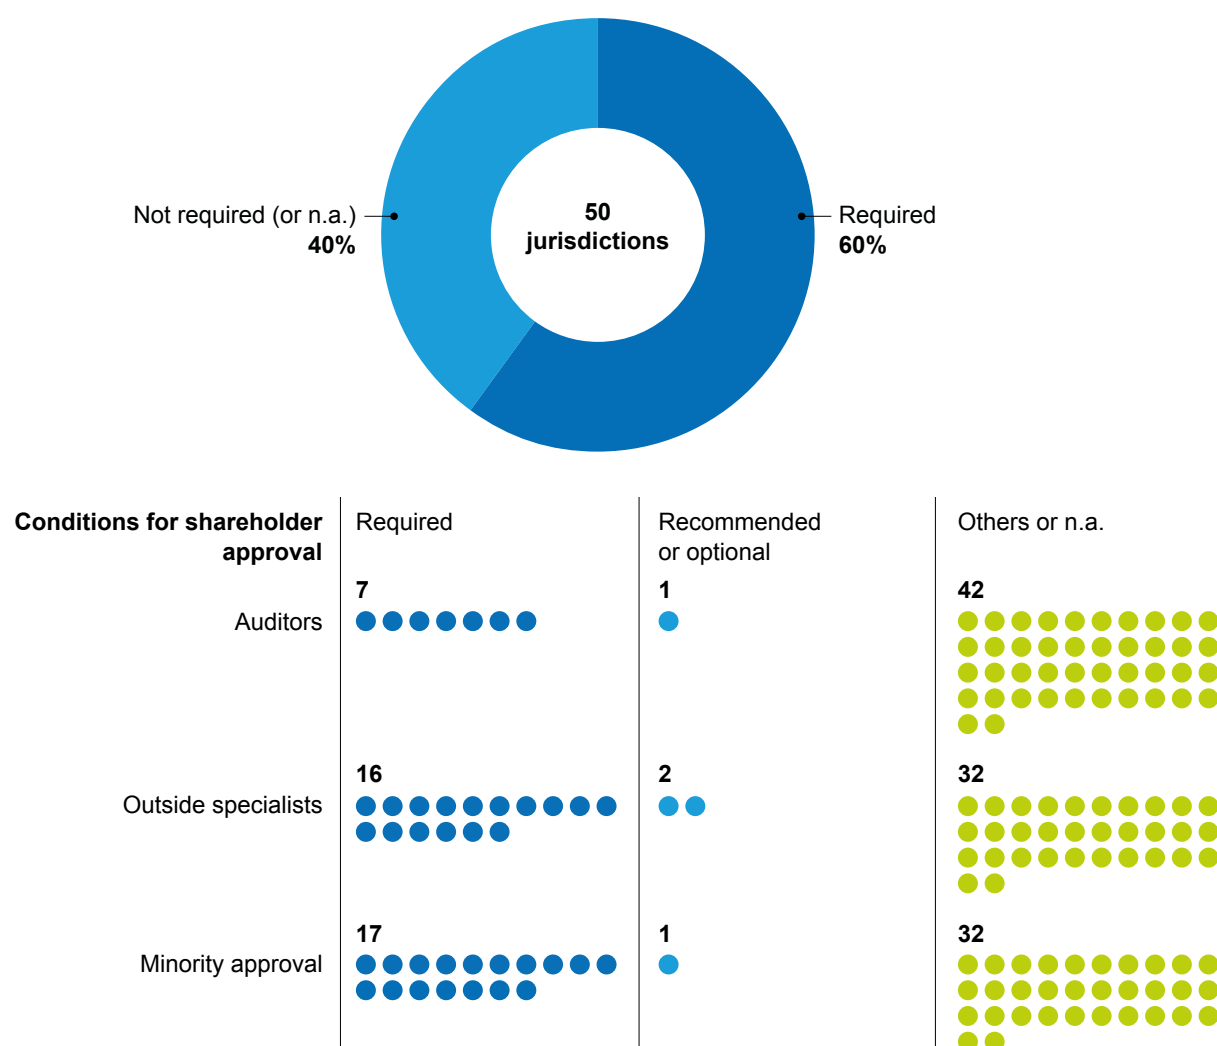 50
jurisdictions
Not required (or n.a.)
40%
Required
60%
Conditions for shareholder
approval
Required
Recommended
or optional
Others or n.a.
7
1
42
Auditors
16
2
32
Outside specialists
17
1
32
Minority approval